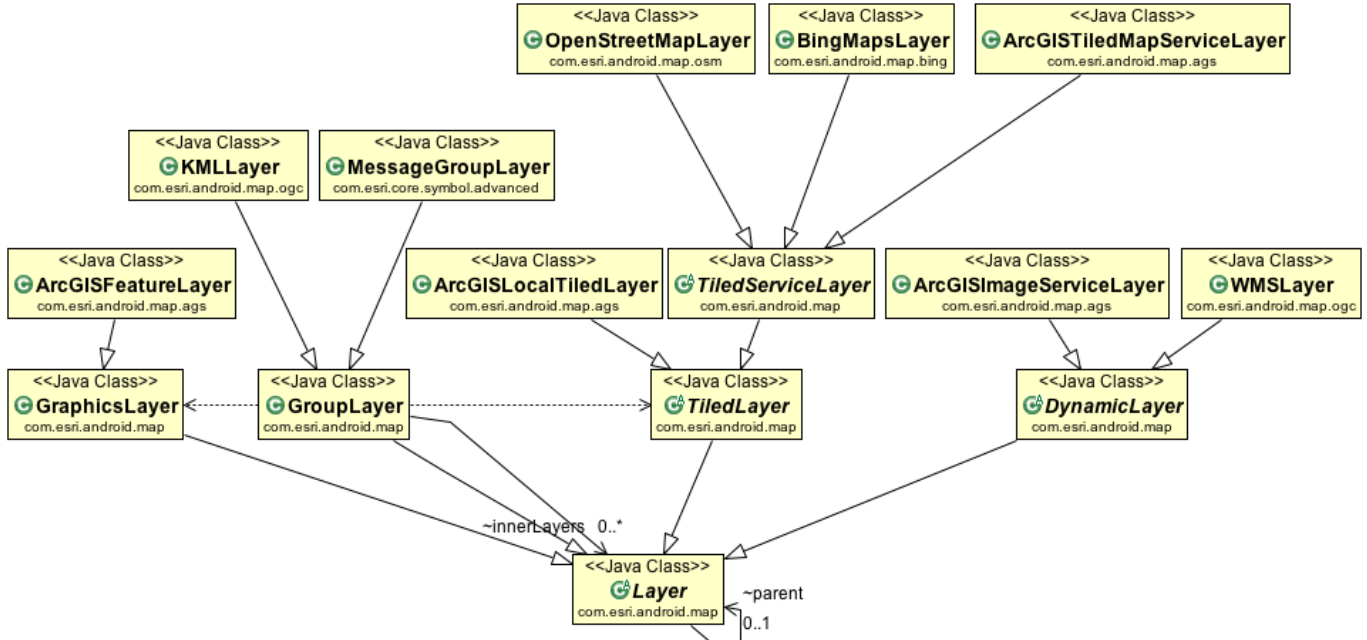 <<Java Class>>
OpenStreetMapLayer
com.esri.android.map.osm
<<Java Class>>
BingMapsLayer
com.esri.android.map.bing
<<Java Class>>
ArcGISTiledMapServiceLayer
com.esri.android.map.ags
<<Java Class>>
KMLLayer
com.esri.android.map.ogc
<<Java Class>>
MessageGroupLayer
com.esri.core.symbol.advanced
<<Java Class>>
ArcGISFeatureLayer
com.esri.android.map.ags
<<Java Class>>
ArcGISLocalTiledLayer
com.esri.android.map.ags
<<Java Class>>
TiledServiceLayer
com.esri.android.map
<<Java Class>>
ArcGISImageServiceLayer
com.esri.android.map.ags
<<Java Class>>
WMSLayer
com.esri.android.map.ogc
<<Java Class>>
GraphicsLayer
com.esri.android.map
<<Java Class>>
GroupLayer
com.esri.android.map
<<Java Class>>
TiledLayer
com.esri.android.map
<<Java Class>>
DynamicLayer
com.esri.android.map
~innerLayers 0..*
<<Java Class>>
Layer
com.esri.android.map
~parent
0..1